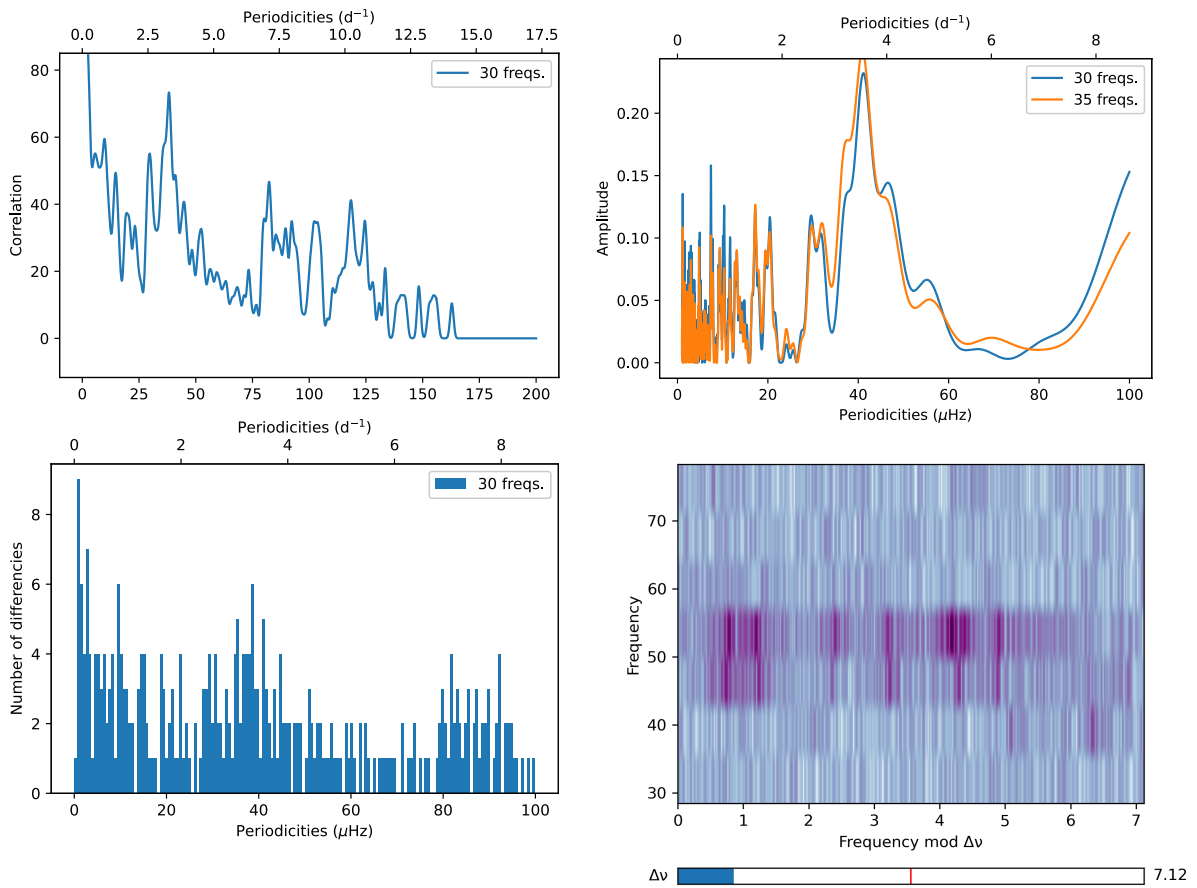 Periodicities (d⁻¹)
0.0 2.5 5.0 7.5 10.0 12.5 15.0 17.5
80
60
40
20
0
Correlation
30 freqs.
0 25 50 75 100 125 150 175 200
Periodicities (μHz)
Periodicities (d⁻¹)
0 2 4 6 8
0.20
0.15
0.10
0.05
0.00
Amplitude
30 freqs.
35 freqs.
0 20 40 60 80 100
Periodicities (μHz)
Periodicities (d⁻¹)
0 2 4 6 8
8
6
4
2
0
Number of differencies
30 freqs.
0 20 40 60 80 100
Periodicities (μHz)
70
60
50
40
30
Frequency
0 1 2 3 4 5 6 7
Frequency mod Δν
Δν 7.12